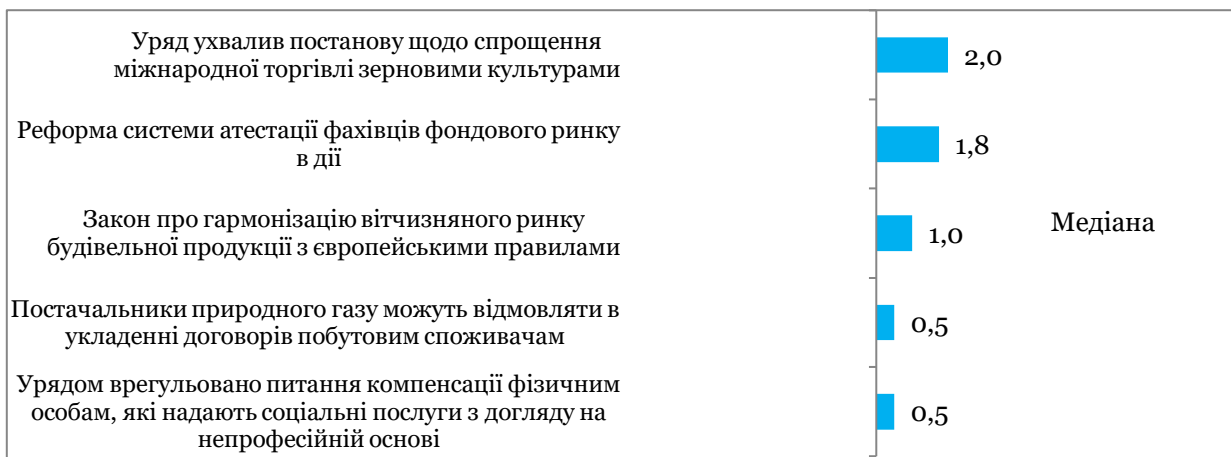 Уряд ухвалив постанову щодо спрощення
міжнародної торгівлі зерновими культурами
2,0
Реформа системи атестації фахівців фондового ринку
в дії
1,8
Закон про гармонізацію вітчизняного ринку
будівельної продукції з європейськими правилами
1,0
Медіана
Постачальники природного газу можуть відмовляти в
укладенні договорів побутовим споживачам
0,5
Урядом врегульовано питання компенсації фізичним
особам, які надають соціальні послуги з догляду на
непрофесійній основі
0,5